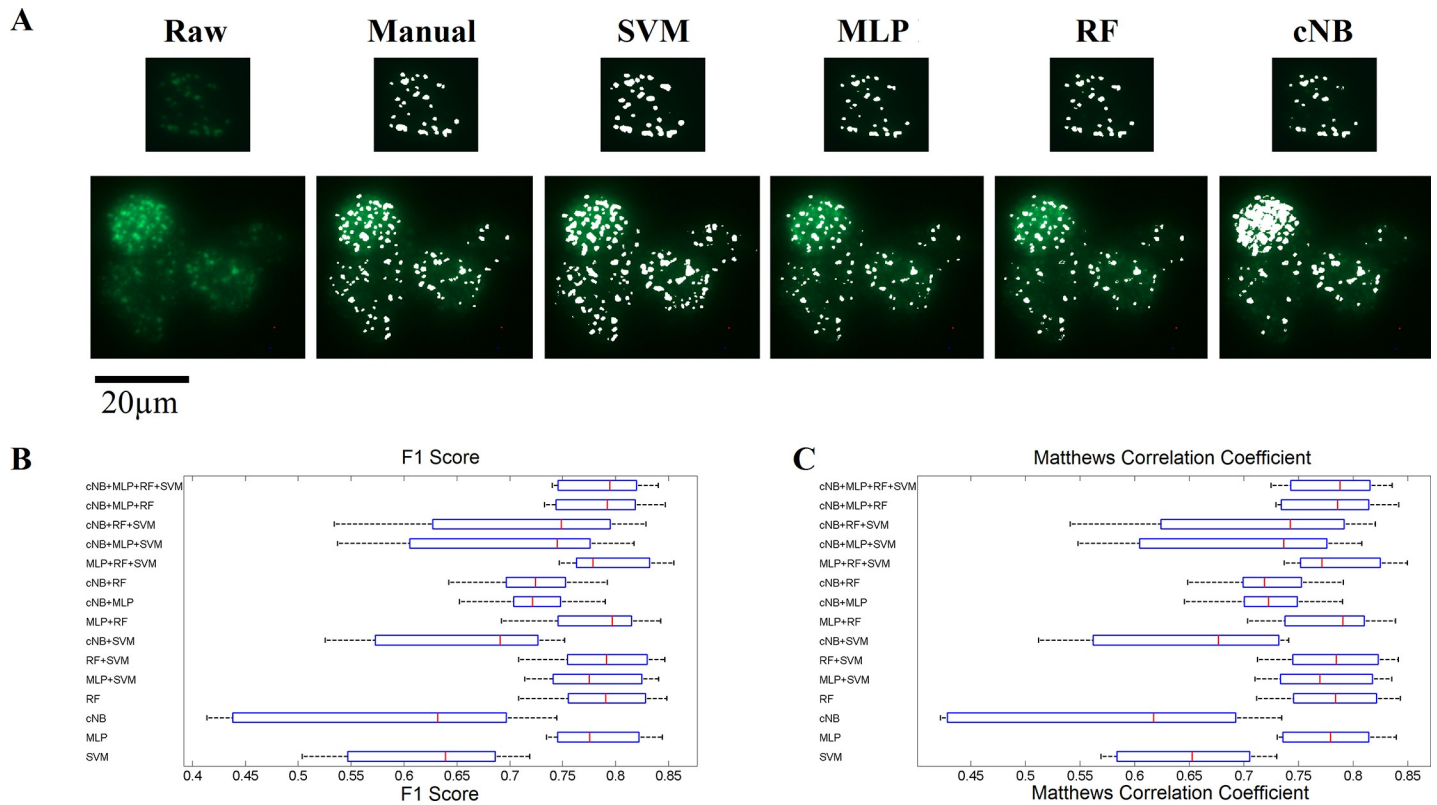 A
Raw Manual SVM MLP RF cNB
20µm
B
F1 Score
cNB+MLP+RF+SVM
cNB+MLP+RF
cNB+RF+SVM
cNB+MLP+SVM
MLP+RF+SVM
cNB+RF
cNB+MLP
MLP+RF
cNB+SVM
RF+SVM
MLP+SVM
RF
cNB
MLP
SVM
0.4 0.45 0.5 0.55 0.6 0.65 0.7 0.75 0.8 0.85
F1 Score
C
Matthews Correlation Coefficient
cNB+MLP+RF+SVM
cNB+MLP+RF
cNB+RF+SVM
cNB+MLP+SVM
MLP+RF+SVM
cNB+RF
cNB+MLP
MLP+RF
cNB+SVM
RF+SVM
MLP+SVM
RF
cNB
MLP
SVM
0.45 0.5 0.55 0.6 0.65 0.7 0.75 0.8 0.85
Matthews Correlation Coefficient